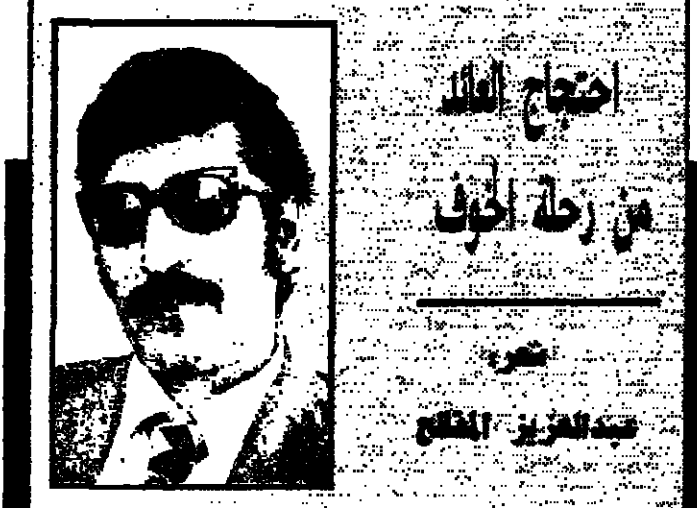 احتجاج العائد
من رحلة الخوف
شعر:
عبدالعزيز المقالح